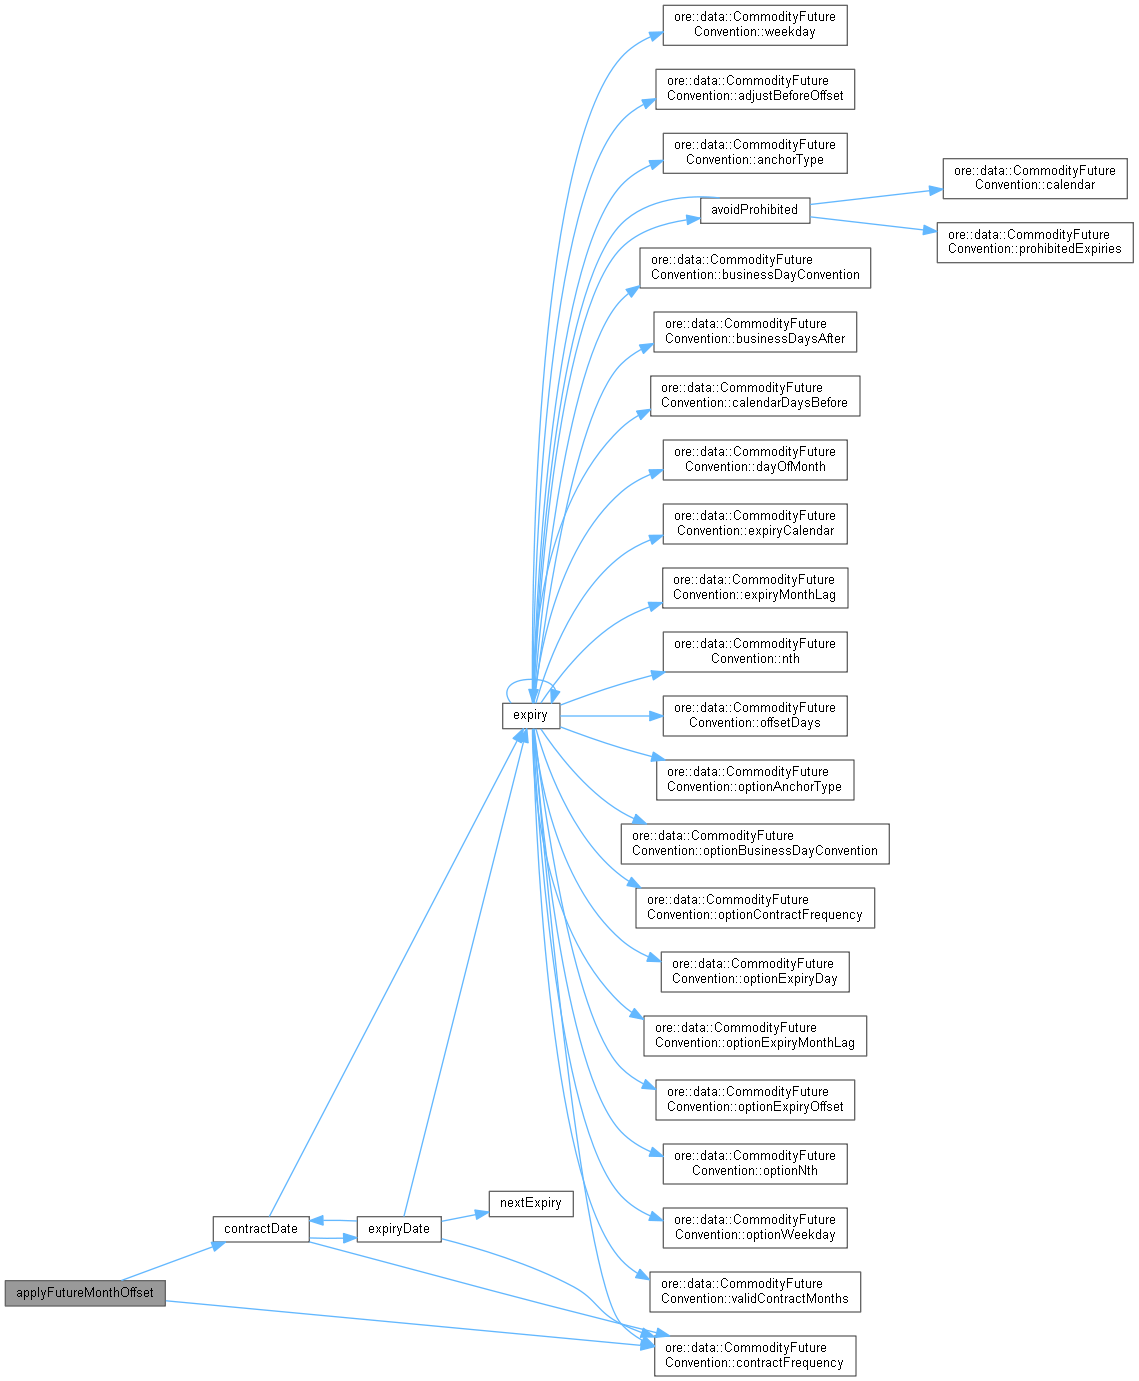 ore::data::CommodityFuture
Convention::weekday
ore::data::CommodityFuture
Convention::adjustBeforeOffset
ore::data::CommodityFuture
Convention::anchorType
avoidProhibited
ore::data::CommodityFuture
Convention::calendar
ore::data::CommodityFuture
Convention::prohibitedExpiries
ore::data::CommodityFuture
Convention::businessDayConvention
ore::data::CommodityFuture
Convention::businessDaysAfter
ore::data::CommodityFuture
Convention::calendarDaysBefore
ore::data::CommodityFuture
Convention::dayOfMonth
ore::data::CommodityFuture
Convention::expiryCalendar
ore::data::CommodityFuture
Convention::expiryMonthLag
ore::data::CommodityFuture
Convention::nth
expiry
ore::data::CommodityFuture
Convention::offsetDays
ore::data::CommodityFuture
Convention::optionAnchorType
ore::data::CommodityFuture
Convention::optionBusinessDayConvention
ore::data::CommodityFuture
Convention::optionContractFrequency
ore::data::CommodityFuture
Convention::optionExpiryDay
ore::data::CommodityFuture
Convention::optionExpiryMonthLag
ore::data::CommodityFuture
Convention::optionExpiryOffset
ore::data::CommodityFuture
Convention::optionNth
nextExpiry
contractDate
expiryDate
ore::data::CommodityFuture
Convention::optionWeekday
applyFutureMonthOffset
ore::data::CommodityFuture
Convention::validContractMonths
ore::data::CommodityFuture
Convention::contractFrequency